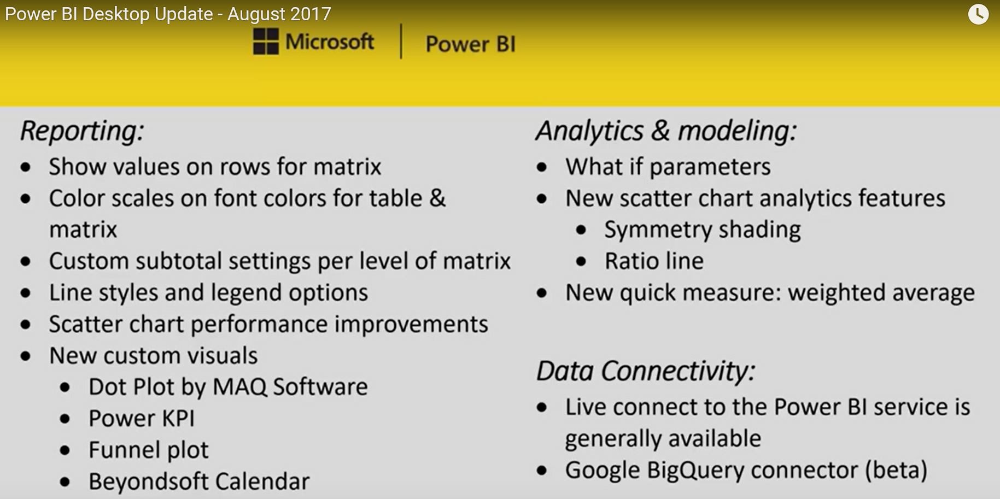 Power BI Desktop Update - August 2017
Microsoft | Power BI
Reporting:
• Show values on rows for matrix
• Color scales on font colors for table &
matrix
• Custom subtotal settings per level of matrix
• Line styles and legend options
• Scatter chart performance improvements
• New custom visuals
• Dot Plot by MAQ Software
• Power KPI
• Funnel plot
• Beyondsoft Calendar
Analytics & modeling:
• What if parameters
• New scatter chart analytics features
• Symmetry shading
• Ratio line
• New quick measure: weighted average
Data Connectivity:
• Live connect to the Power BI service is
generally available
• Google BigQuery connector (beta)